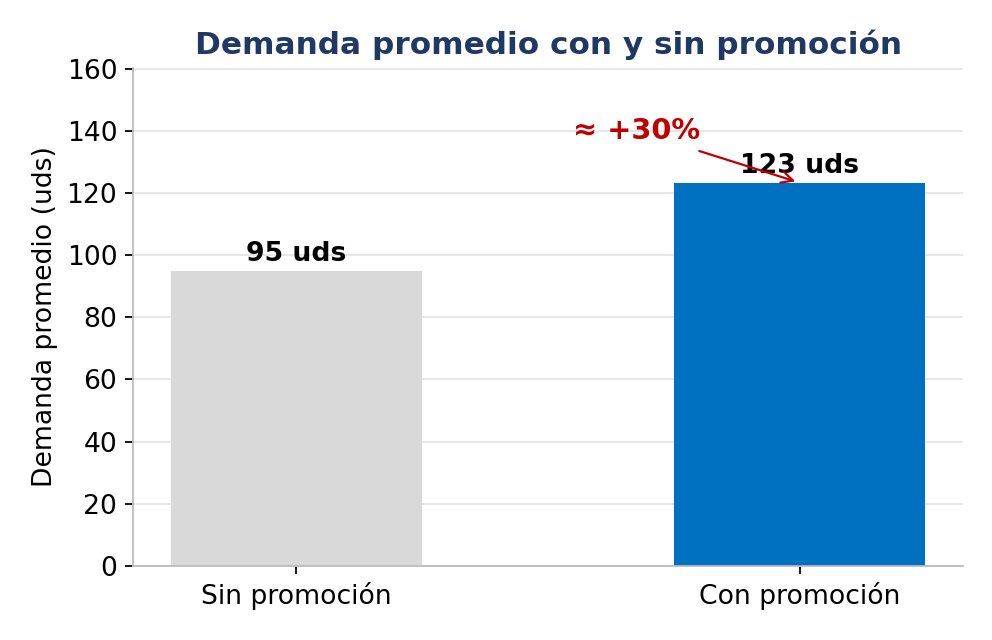 Demanda promedio con y sin promoción
Demanda promedio (uds)
160
140
120
100
80
60
40
20
0
≈ +30%
123 uds
95 uds
Sin promoción
Con promoción